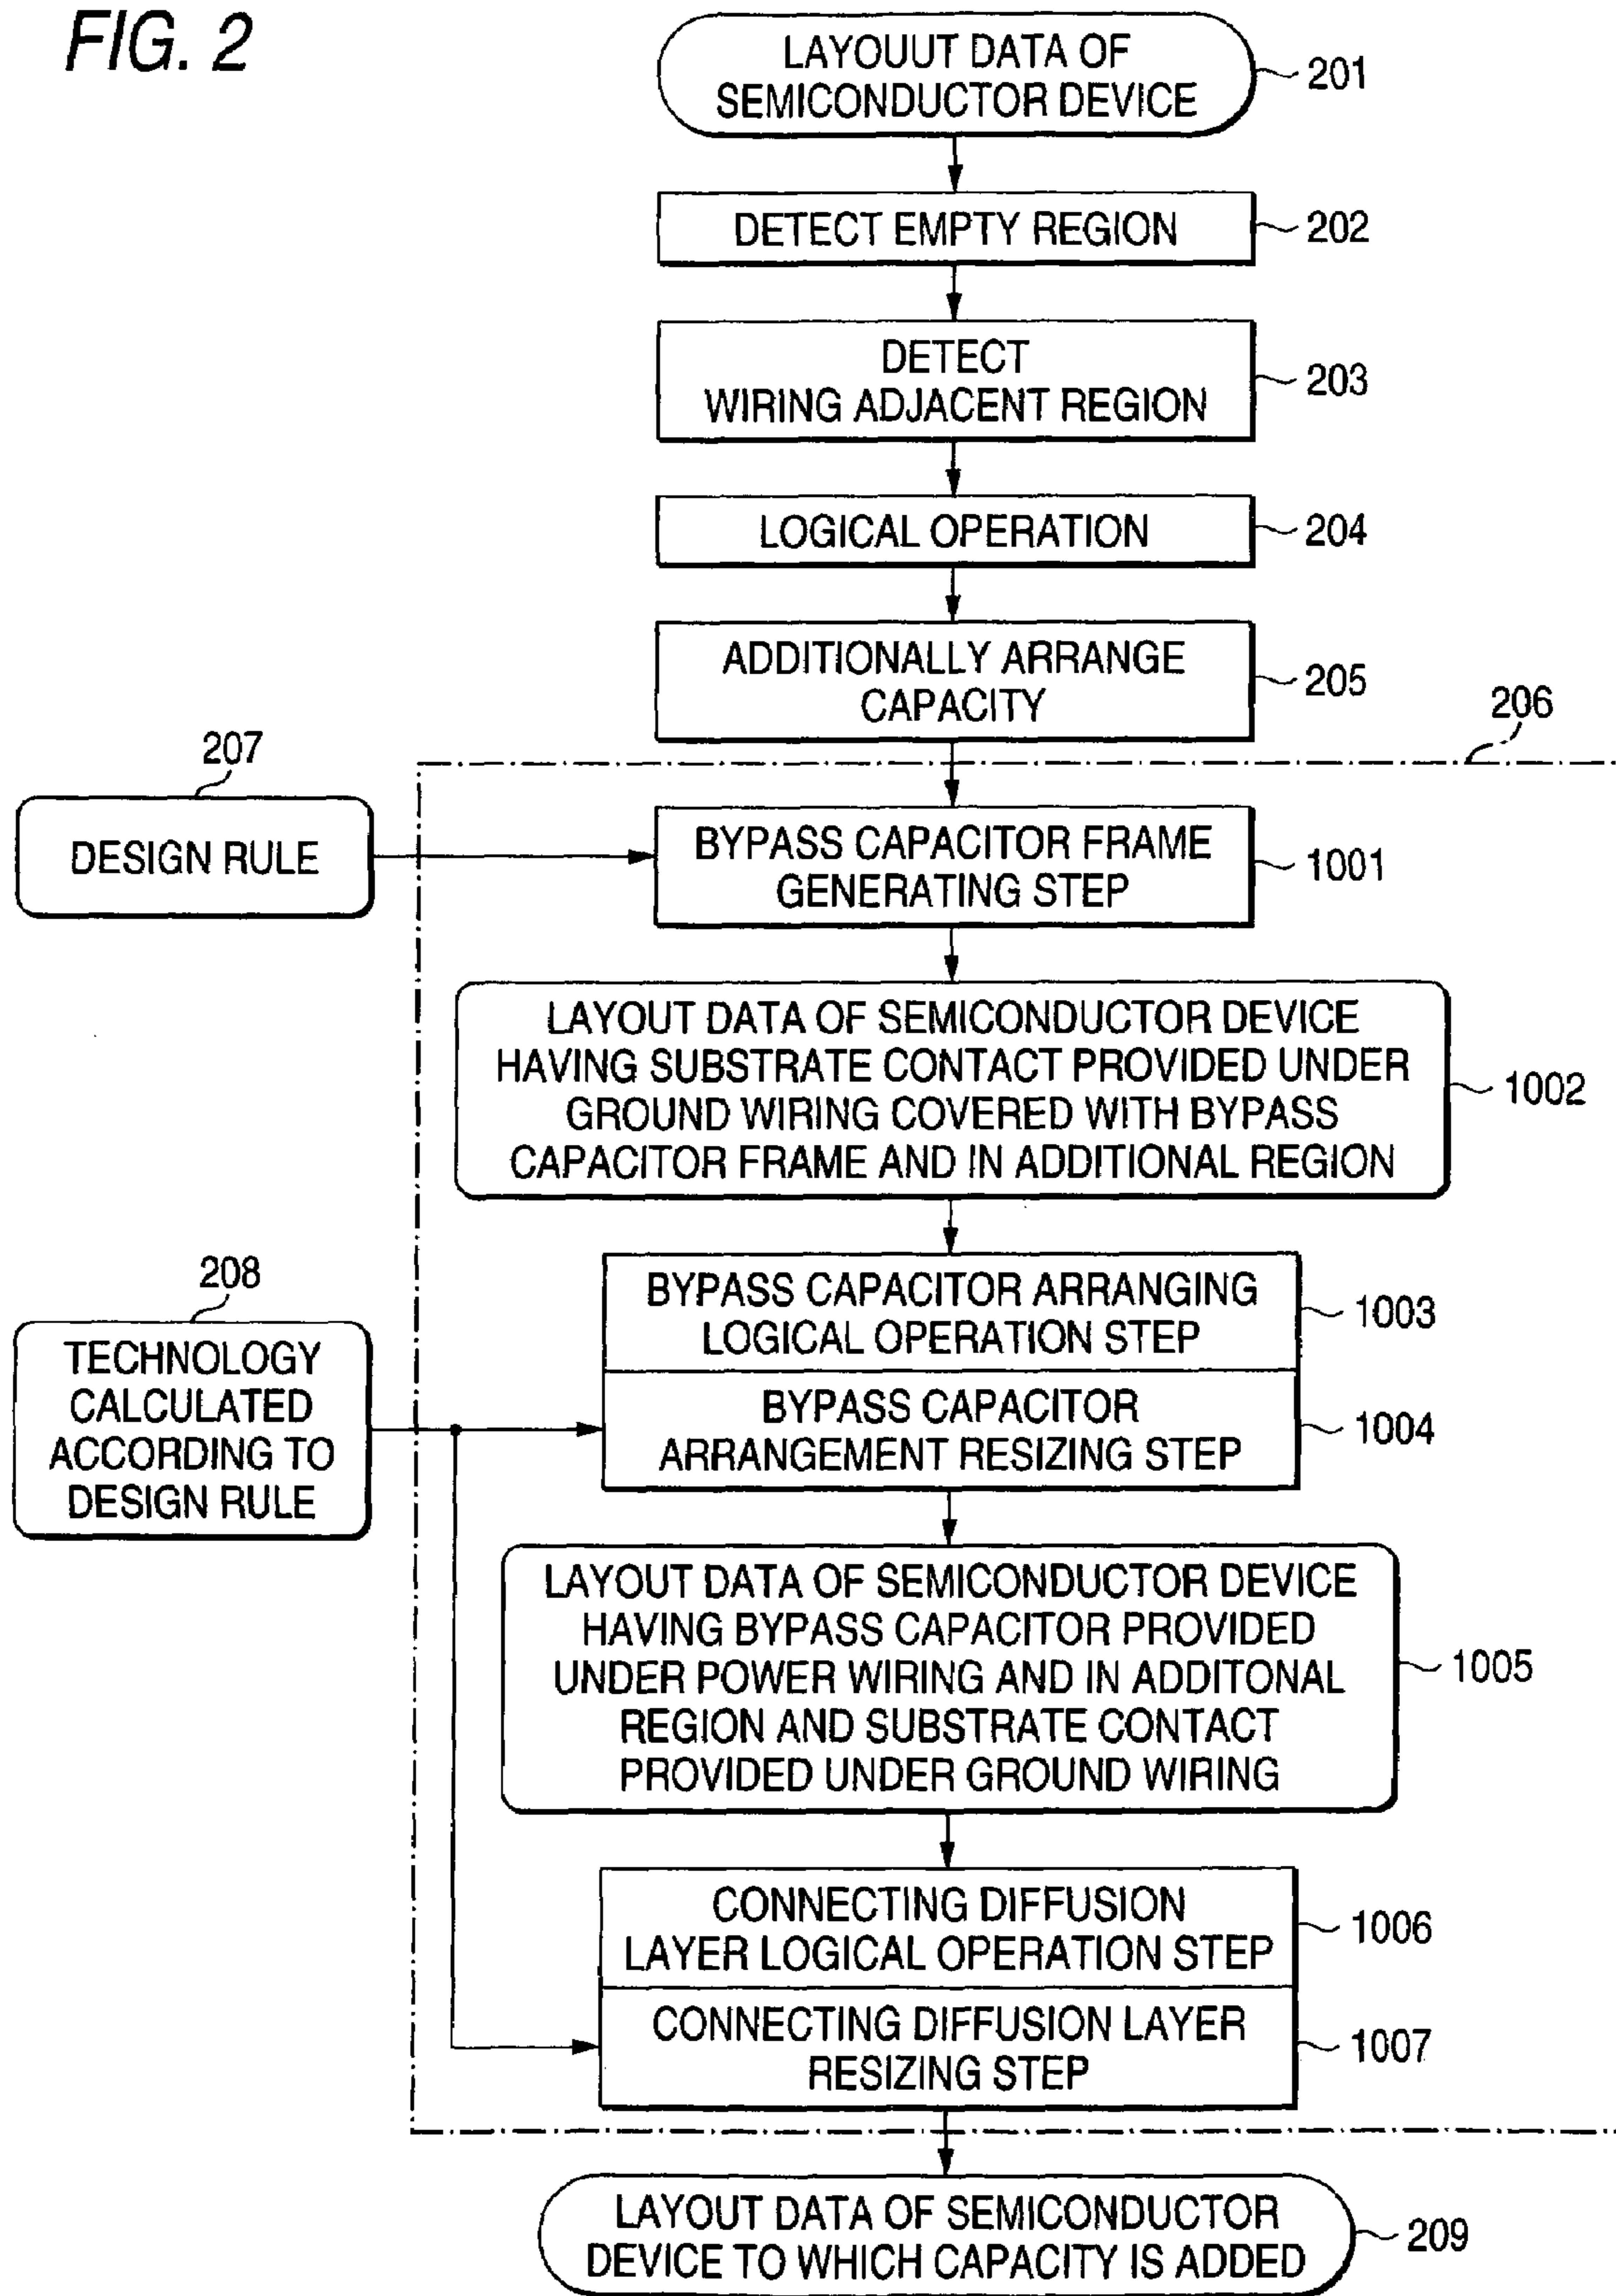 FIG. 2
LAYOUUT DATA OF
SEMICONDUCTOR DEVICE
201
DETECT EMPTY REGION
202
DETECT
WIRING ADJACENT REGION
203
LOGICAL OPERATION
204
ADDITIONALLY ARRANGE
CAPACITY
205
206
207
DESIGN RULE
BYPASS CAPACITOR FRAME
GENERATING STEP
1001
LAYOUT DATA OF SEMICONDUCTOR DEVICE
HAVING SUBSTRATE CONTACT PROVIDED UNDER
GROUND WIRING COVERED WITH BYPASS
CAPACITOR FRAME AND IN ADDITIONAL REGION
1002
208
TECHNOLOGY
CALCULATED
ACCORDING TO
DESIGN RULE
BYPASS CAPACITOR ARRANGING
LOGICAL OPERATION STEP
1003
BYPASS CAPACITOR
ARRANGEMENT RESIZING STEP
1004
LAYOUT DATA OF SEMICONDUCTOR DEVICE
HAVING BYPASS CAPACITOR PROVIDED
UNDER POWER WIRING AND IN ADDITONAL
REGION AND SUBSTRATE CONTACT
PROVIDED UNDER GROUND WIRING
1005
CONNECTING DIFFUSION
LAYER LOGICAL OPERATION STEP
1006
CONNECTING DIFFUSION LAYER
RESIZING STEP
1007
LAYOUT DATA OF SEMICONDUCTOR
DEVICE TO WHICH CAPACITY IS ADDED
209